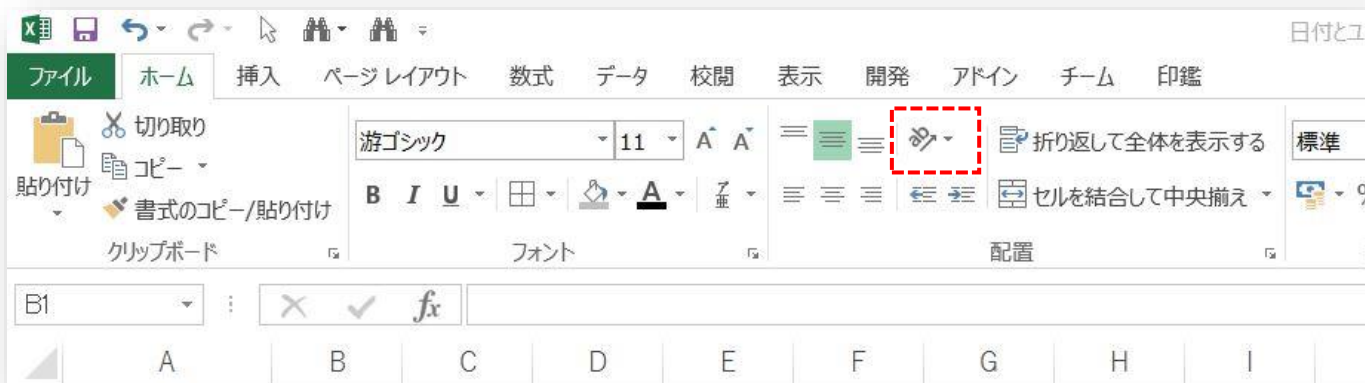 日付とユ
ファイル ホーム 挿入 ページ レイアウト 数式 データ 校閲 表示 開発 アドイン チーム 印鑑
切り取り
游ゴシック 11 A A 折り返して全体を表示する 標準
コピー
貼り付け
B I U A 亜 セルを結合して中央揃え %
書式のコピー/貼り付け
クリップボード フォント 配置
B1 fx
A B C D E F G H I